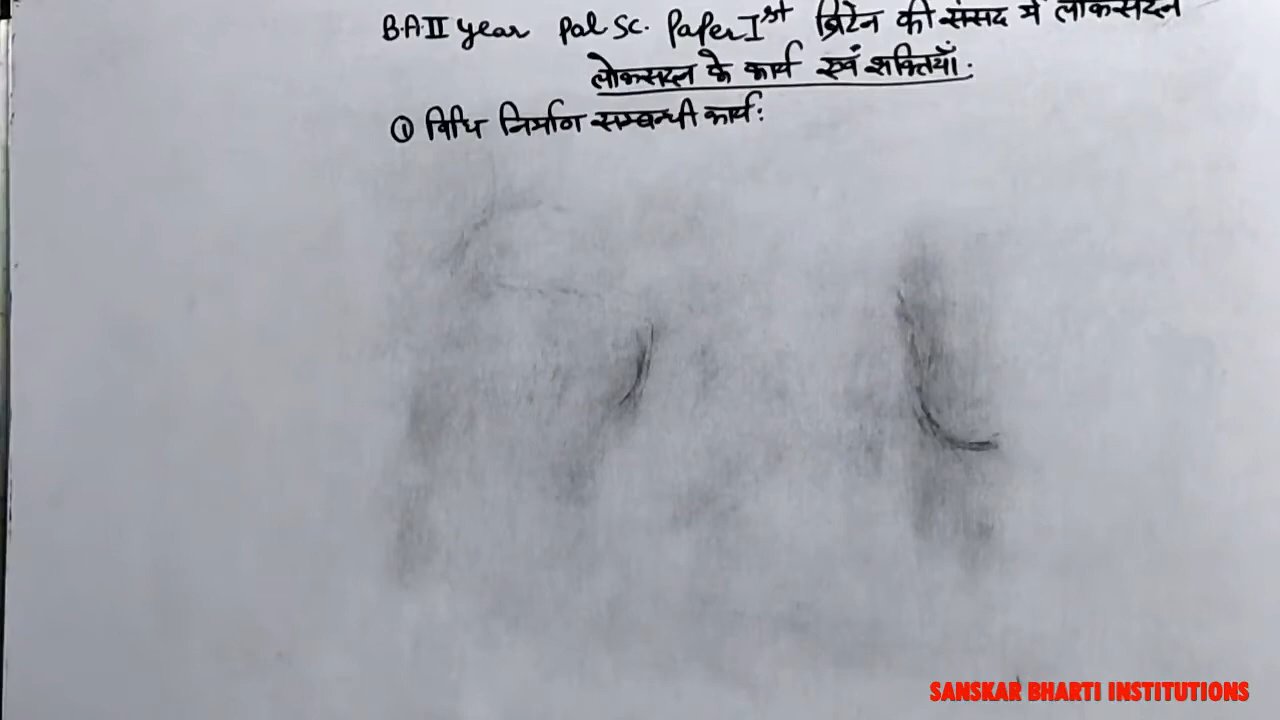 B.A II year Pol Sc. Paper Ist ब्रिटेन की संसद में लोकसदन
लोकसदन के कार्य एवं शक्तियाँ:
① विधि निर्माण सम्बन्धी कार्य:
SANSKAR BHARTI INSTITUTIONS